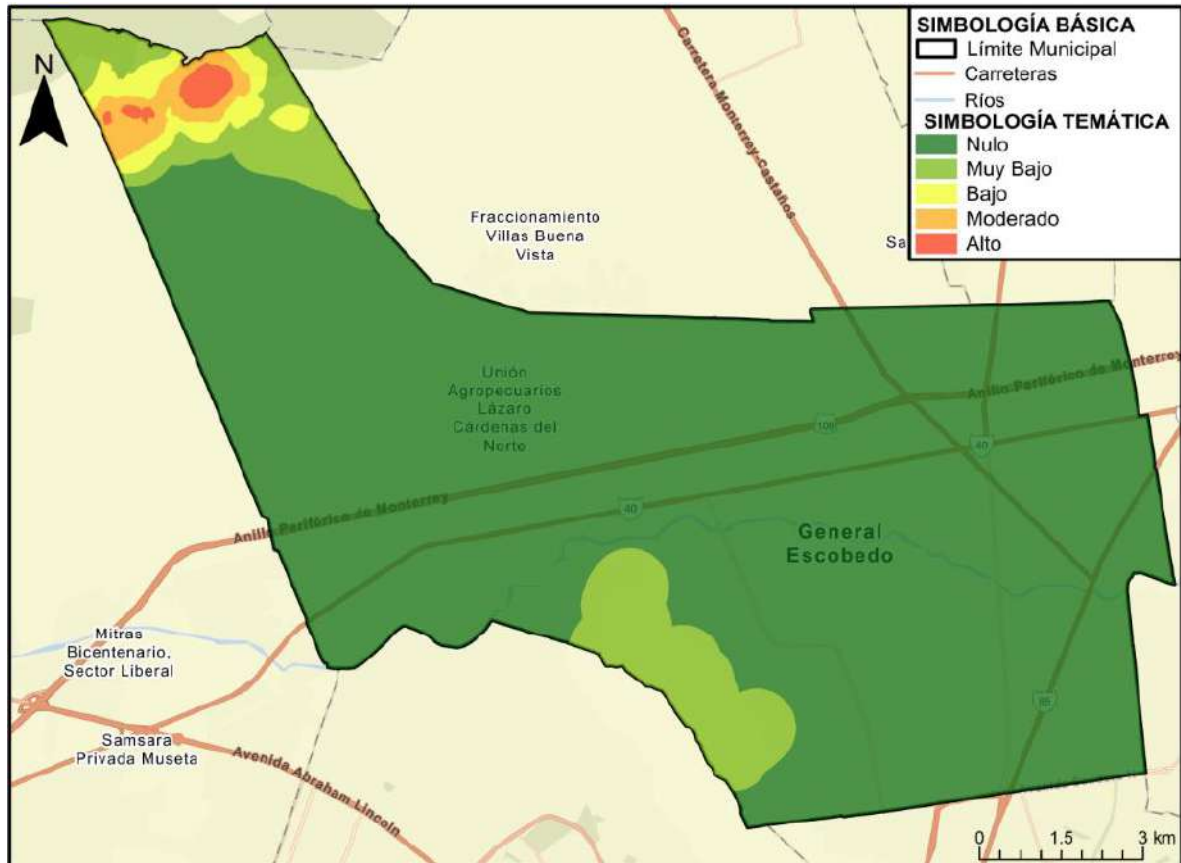 SIMBOLOGÍA BÁSICA
Límite Municipal
Carreteras
Ríos
SIMBOLOGÍA TEMÁTICA
Nulo
Muy Bajo
Bajo
Moderado
Alto
N
Carretera Monterrey-Castaños
Fraccionamiento
Villas Buena
Vista
Sa
Unión
Agropecuarios
Lázaro
Cárdenas del
Norte
Anillo Periférico de Monterrey
40
Anillo Periférico de Monterrey
40
General
Escobedo
Mitras
Bicentenario,
Sector Liberal
Samsara
Privada Museta
Avenida Abraham Lincoln
85
0 1.5 3 km